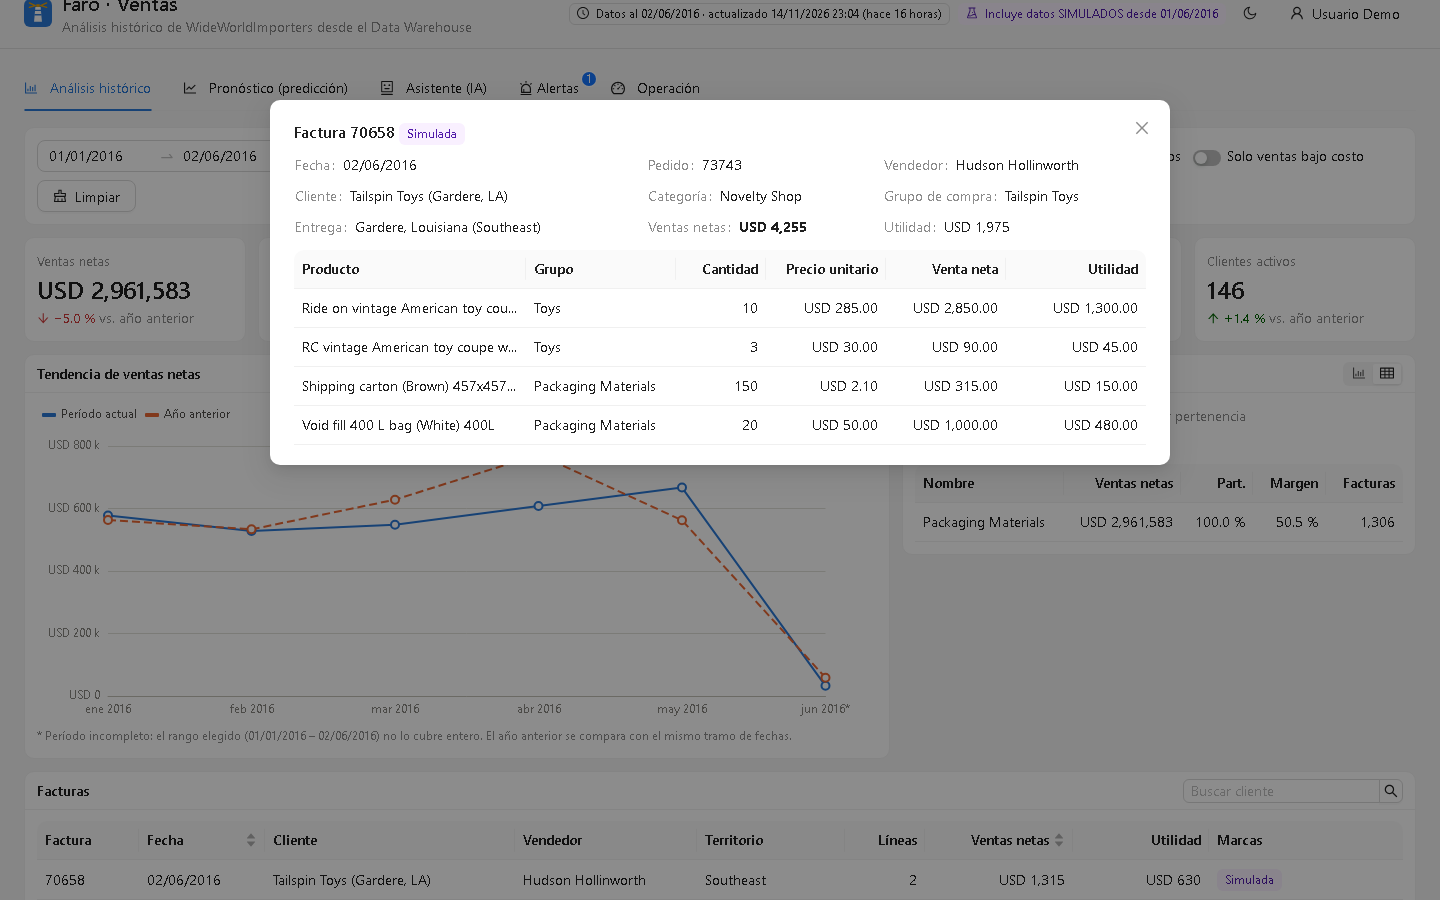 Faro · Ventas
Análisis histórico de WideWorldImporters desde el Data Warehouse
Datos al 02/06/2016 · actualizado 14/11/2026 23:04 (hace 16 horas)
Incluye datos SIMULADOS desde 01/06/2016
Usuario Demo
Análisis histórico
Pronóstico (predicción)
Asistente (IA)
Alertas 1
Operación
01/01/2016 → 02/06/2016
os
Solo ventas bajo costo
Limpiar
Factura 70658 Simulada
Fecha: 02/06/2016
Pedido: 73743
Vendedor: Hudson Hollinworth
Cliente: Tailspin Toys (Gardere, LA)
Categoría: Novelty Shop
Grupo de compra: Tailspin Toys
Entrega: Gardere, Louisiana (Southeast)
Ventas netas: USD 4,255
Utilidad: USD 1,975
Producto Grupo Cantidad Precio unitario Venta neta Utilidad
Ride on vintage American toy cou... Toys 10 USD 285.00 USD 2,850.00 USD 1,300.00
RC vintage American toy coupe w... Toys 3 USD 30.00 USD 90.00 USD 45.00
Shipping carton (Brown) 457x457... Packaging Materials 150 USD 2.10 USD 315.00 USD 150.00
Void fill 400 L bag (White) 400L Packaging Materials 20 USD 50.00 USD 1,000.00 USD 480.00
Ventas netas
USD 2,961,583
↓ −5.0 % vs. año anterior
Clientes activos
146
↑ +1.4 % vs. año anterior
Tendencia de ventas netas
Período actual Año anterior
USD 800 k
USD 600 k
USD 400 k
USD 200 k
USD 0
ene 2016 feb 2016 mar 2016 abr 2016 may 2016 jun 2016*
* Período incompleto: el rango elegido (01/01/2016 – 02/06/2016) no lo cubre entero. El año anterior se compara con el mismo tramo de fechas.
pertenencia
Nombre Ventas netas Part. Margen Facturas
Packaging Materials USD 2,961,583 100.0 % 50.5 % 1,306
Facturas
Buscar cliente
Factura Fecha Cliente Vendedor Territorio Líneas Ventas netas Utilidad Marcas
70658 02/06/2016 Tailspin Toys (Gardere, LA) Hudson Hollinworth Southeast 2 USD 1,315 USD 630 Simulada